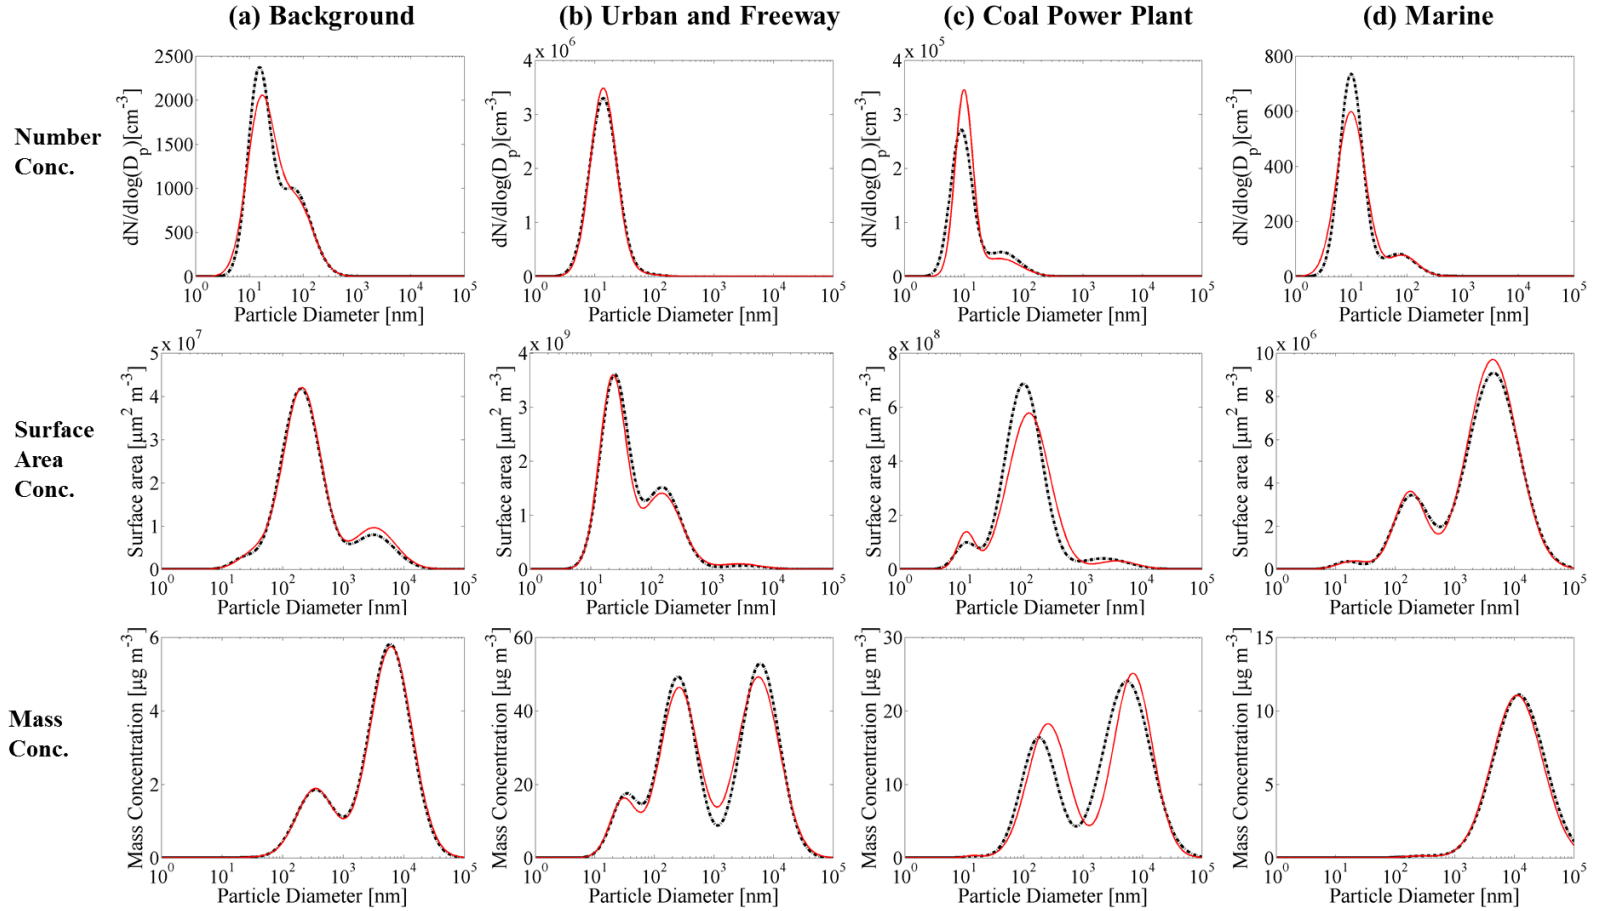 (a) Background
(b) Urban and Freeway
(c) Coal Power Plant
(d) Marine
Number
Conc.
dN/dlog(D_p)[cm^-3]
2500
2000
1500
1000
500
0
10^0 10^1 10^2 10^3 10^4 10^5
Particle Diameter [nm]
x 10^6
dN/dlog(D_p)[cm^-3]
4
3
2
1
0
10^0 10^1 10^2 10^3 10^4 10^5
Particle Diameter [nm]
x 10^5
dN/dlog(D_p)[cm^-3]
4
3
2
1
0
10^0 10^1 10^2 10^3 10^4 10^5
Particle Diameter [nm]
dN/dlog(D_p)[cm^-3]
800
600
400
200
0
10^0 10^1 10^2 10^3 10^4 10^5
Particle Diameter [nm]
Surface
Area
Conc.
x 10^7
Surface area [μm^2 m^-3]
5
4
3
2
1
0
10^0 10^1 10^2 10^3 10^4 10^5
Particle Diameter [nm]
x 10^9
Surface area [μm^2 m^-3]
4
3
2
1
0
10^0 10^1 10^2 10^3 10^4 10^5
Particle Diameter [nm]
x 10^8
Surface area [μm^2 m^-3]
8
6
4
2
0
10^0 10^1 10^2 10^3 10^4 10^5
Particle Diameter [nm]
x 10^6
Surface area [μm^2 m^-3]
10
8
6
4
2
0
10^0 10^1 10^2 10^3 10^4 10^5
Particle Diameter [nm]
Mass
Conc.
Mass Concentration [μg m^-3]
6
4
2
0
10^0 10^1 10^2 10^3 10^4 10^5
Particle Diameter [nm]
Mass Concentration [μg m^-3]
60
40
20
0
10^0 10^1 10^2 10^3 10^4 10^5
Particle Diameter [nm]
Mass Concentration [μg m^-3]
30
20
10
0
10^0 10^1 10^2 10^3 10^4 10^5
Particle Diameter [nm]
Mass Concentration [μg m^-3]
15
10
5
0
10^0 10^1 10^2 10^3 10^4 10^5
Particle Diameter [nm]